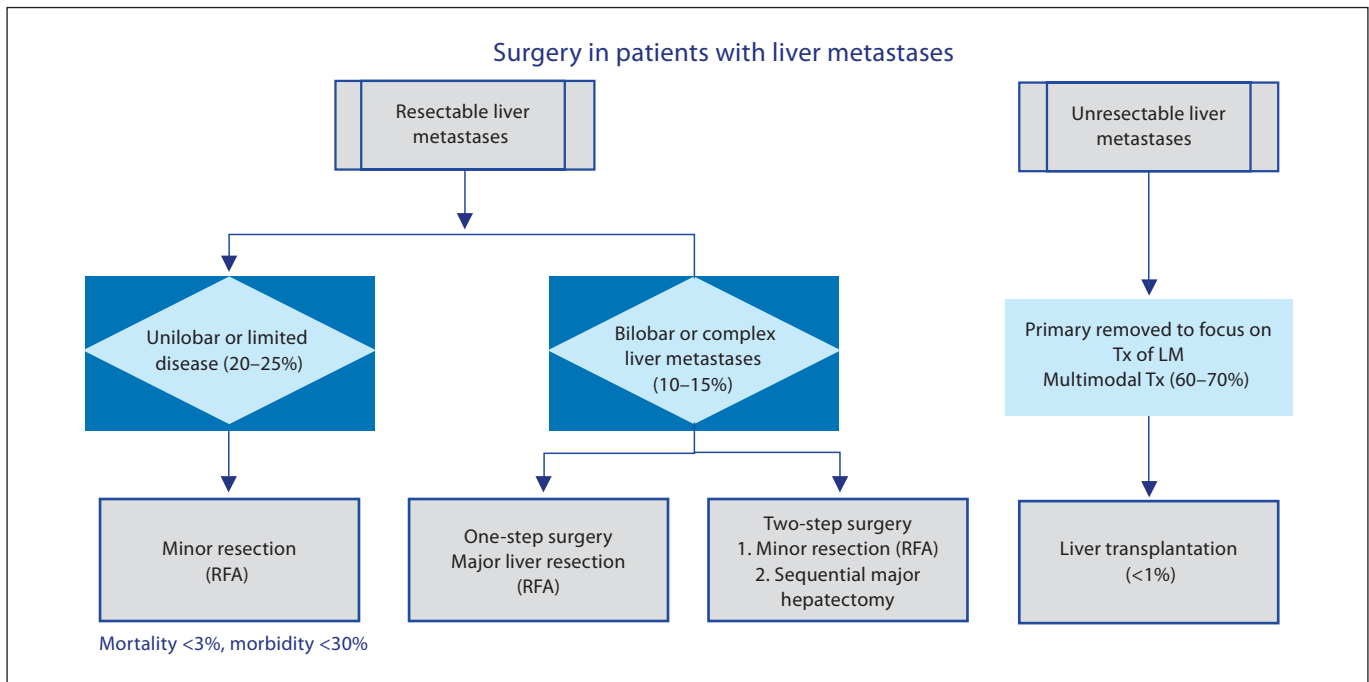 Surgery in patients with liver metastases
Resectable liver
metastases
Unresectable liver
metastases
Unilobar or limited
disease (20–25%)
Bilobar or complex
liver metastases
(10–15%)
Primary removed to focus on
Tx of LM
Multimodal Tx (60–70%)
Minor resection
(RFA)
One-step surgery
Major liver resection
(RFA)
Two-step surgery
1. Minor resection (RFA)
2. Sequential major
hepatectomy
Liver transplantation
(<1%)
Mortality <3%, morbidity <30%